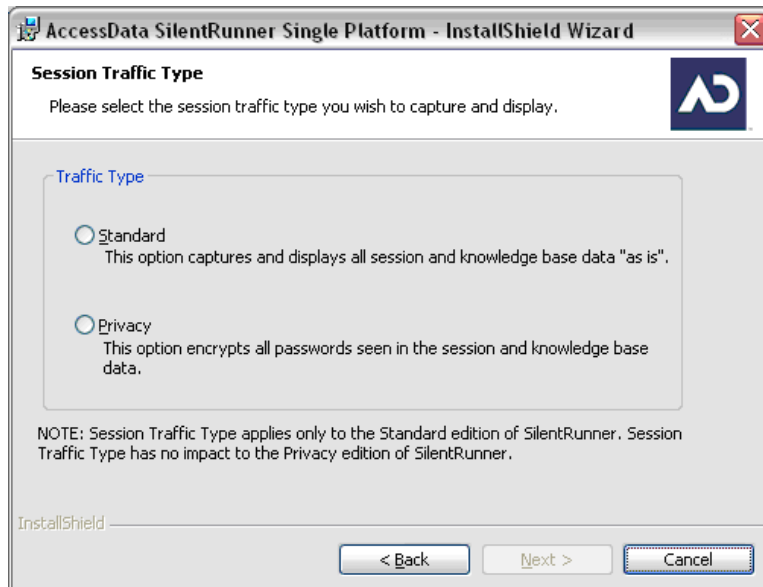 AccessData SilentRunner Single Platform - InstallShield Wizard
Session Traffic Type
Please select the session traffic type you wish to capture and display.
Traffic Type
Standard
This option captures and displays all session and knowledge base data "as is".
Privacy
This option encrypts all passwords seen in the session and knowledge base
data.
NOTE: Session Traffic Type applies only to the Standard edition of SilentRunner. Session
Traffic Type has no impact to the Privacy edition of SilentRunner.
InstallShield
< Back
Next >
Cancel